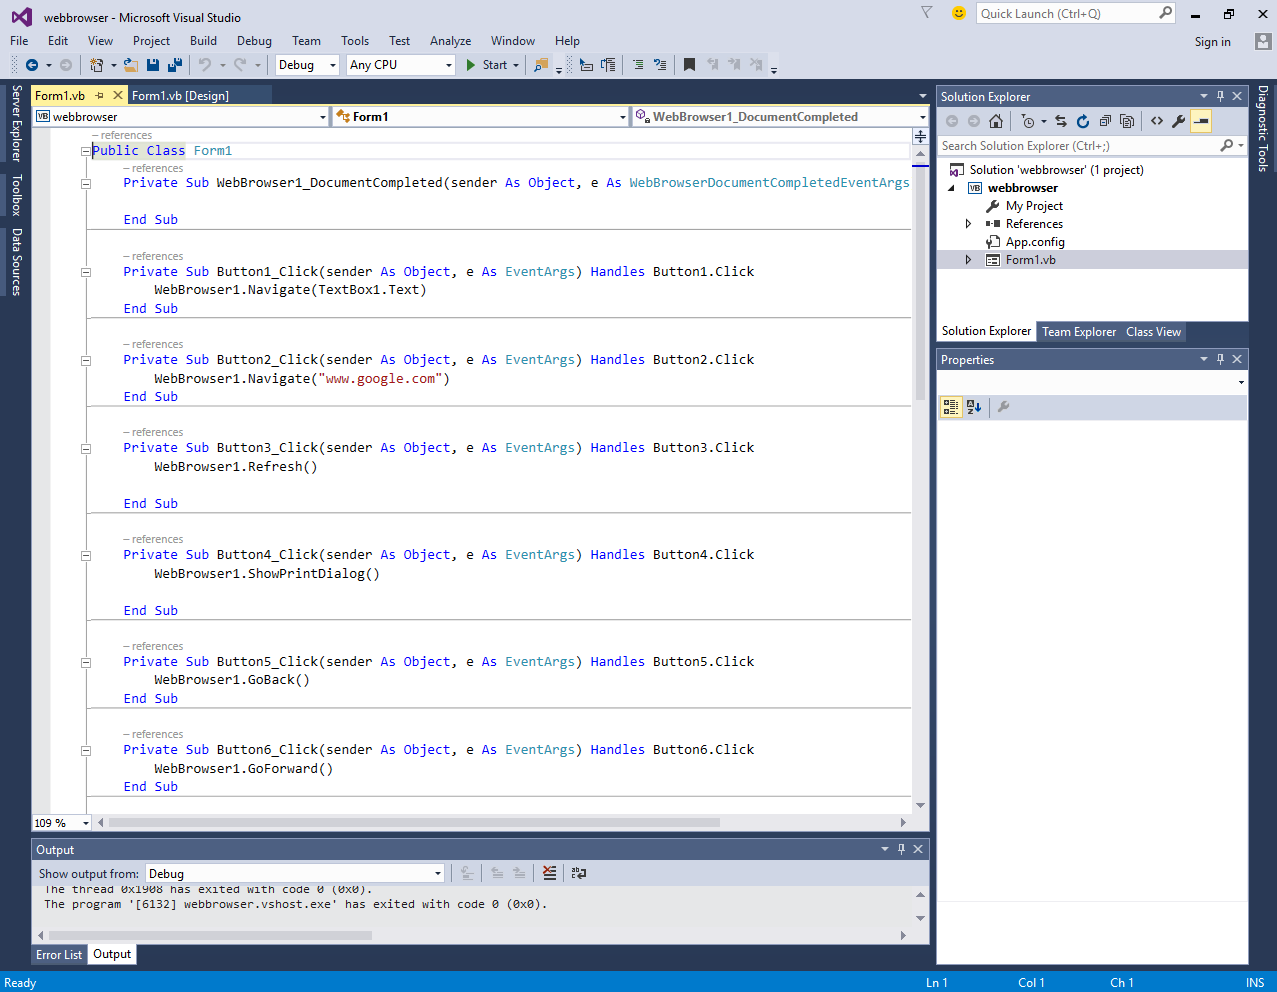 webbrowser - Microsoft Visual Studio
Quick Launch (Ctrl+Q)
File Edit View Project Build Debug Team Tools Test Analyze Window Help
Sign in
Debug Any CPU Start
Server Explorer
Toolbox
Data Sources
Form1.vb Form1.vb [Design]
VB webbrowser Form1 WebBrowser1_DocumentCompleted
– references
Public Class Form1
– references
Private Sub WebBrowser1_DocumentCompleted(sender As Object, e As WebBrowserDocumentCompletedEventArgs
End Sub
– references
Private Sub Button1_Click(sender As Object, e As EventArgs) Handles Button1.Click
WebBrowser1.Navigate(TextBox1.Text)
End Sub
– references
Private Sub Button2_Click(sender As Object, e As EventArgs) Handles Button2.Click
WebBrowser1.Navigate("www.google.com")
End Sub
– references
Private Sub Button3_Click(sender As Object, e As EventArgs) Handles Button3.Click
WebBrowser1.Refresh()
End Sub
– references
Private Sub Button4_Click(sender As Object, e As EventArgs) Handles Button4.Click
WebBrowser1.ShowPrintDialog()
End Sub
– references
Private Sub Button5_Click(sender As Object, e As EventArgs) Handles Button5.Click
WebBrowser1.GoBack()
End Sub
– references
Private Sub Button6_Click(sender As Object, e As EventArgs) Handles Button6.Click
WebBrowser1.GoForward()
End Sub
109 %
Output
Show output from: Debug
The thread 0x1908 has exited with code 0 (0x0).
The program '[6132] webbrowser.vshost.exe' has exited with code 0 (0x0).
Error List Output
Solution Explorer
Search Solution Explorer (Ctrl+;)
Solution 'webbrowser' (1 project)
VB webbrowser
My Project
References
App.config
Form1.vb
Solution Explorer Team Explorer Class View
Properties
Diagnostic Tools
Ready Ln 1 Col 1 Ch 1 INS